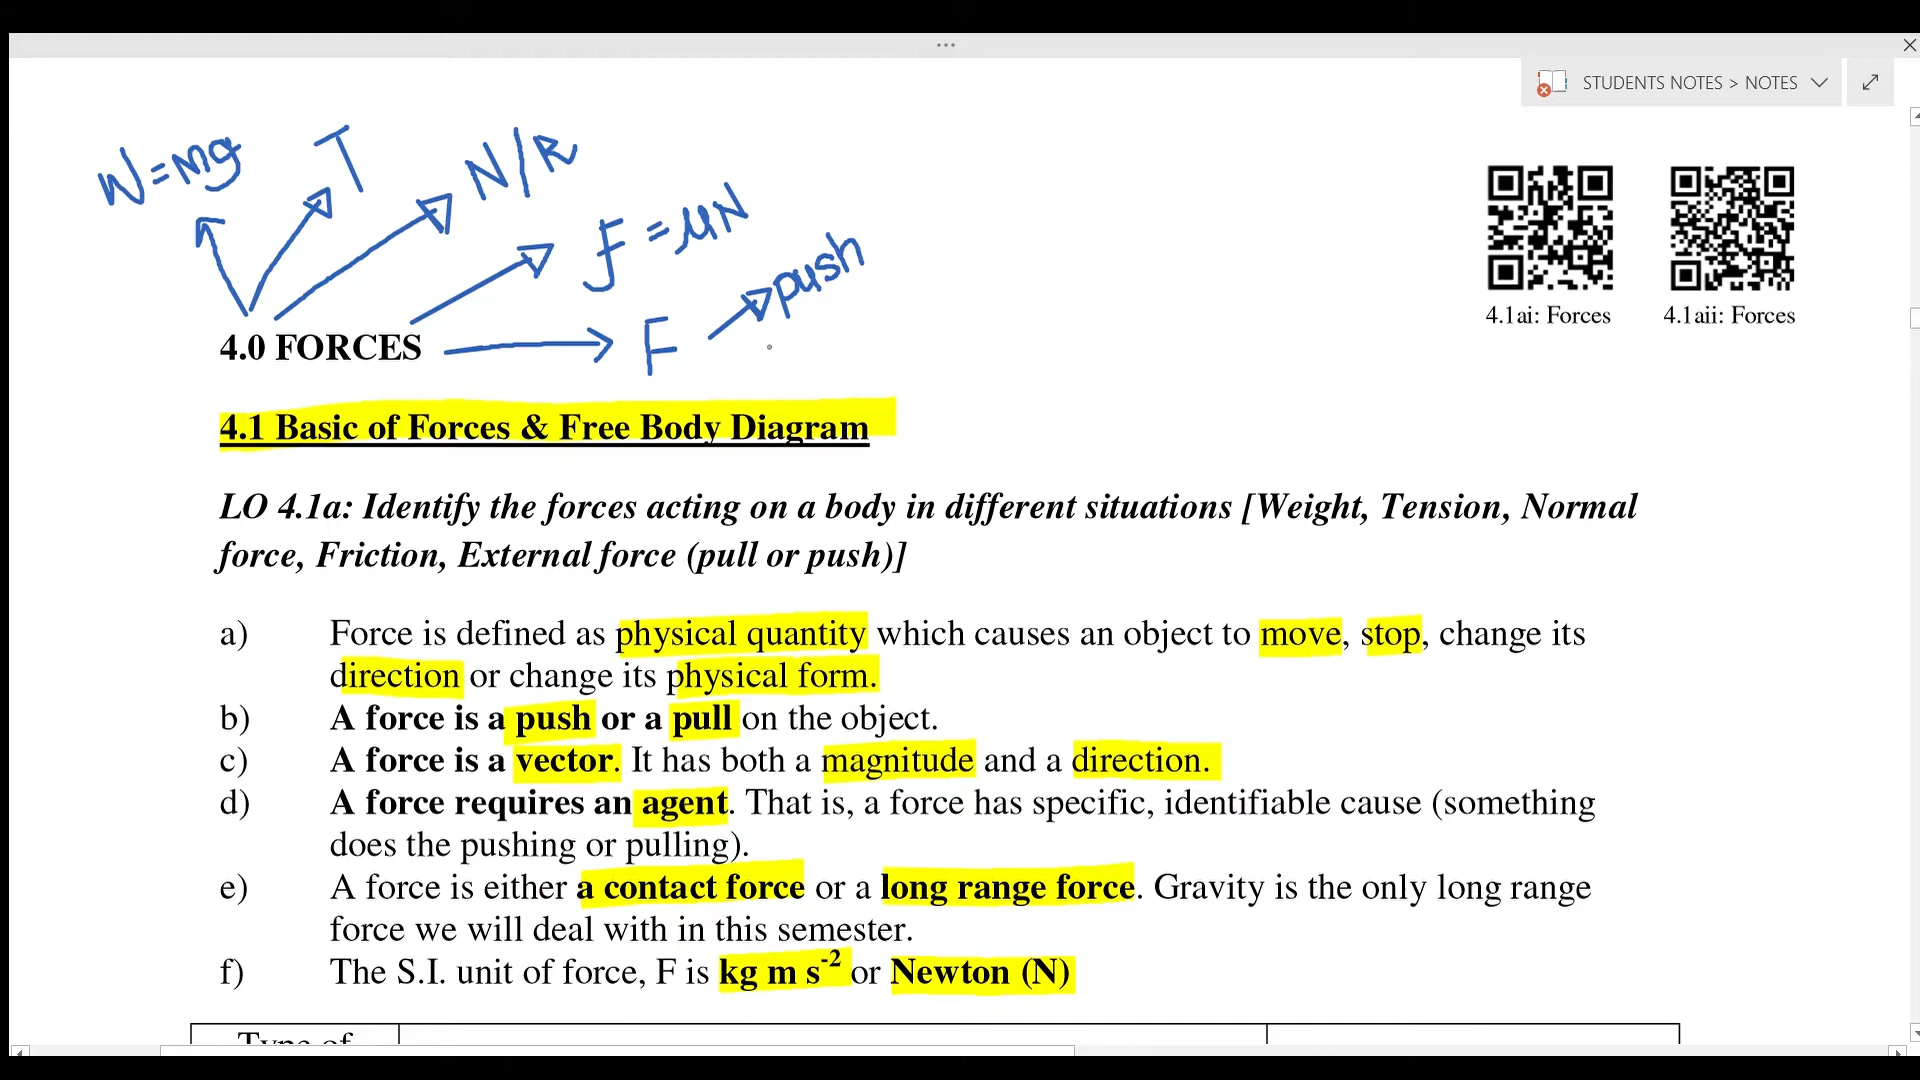 STUDENTS NOTES > NOTES
W=mg
T
N/R
f=μN
push
F
4.1ai: Forces
4.1aii: Forces
4.0 FORCES
4.1 Basic of Forces & Free Body Diagram
LO 4.1a: Identify the forces acting on a body in different situations [Weight, Tension, Normal
force, Friction, External force (pull or push)]
a) Force is defined as physical quantity which causes an object to move, stop, change its
direction or change its physical form.
b) A force is a push or a pull on the object.
c) A force is a vector. It has both a magnitude and a direction.
d) A force requires an agent. That is, a force has specific, identifiable cause (something
does the pushing or pulling).
e) A force is either a contact force or a long range force. Gravity is the only long range
force we will deal with in this semester.
f) The S.I. unit of force, F is kg m s⁻² or Newton (N)
Type of